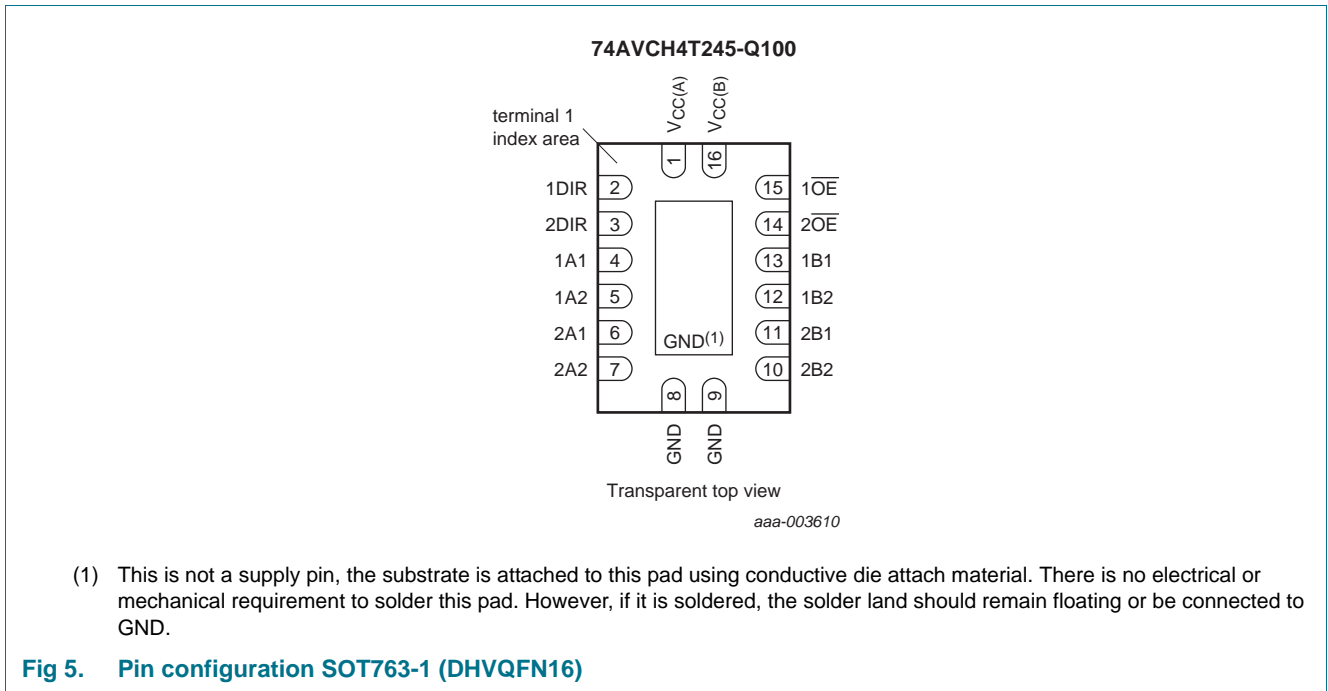 74AVCH4T245-Q100
VCC(A)
VCC(B)
terminal 1
index area
1
16
1DIR 2
15 1OE
2DIR 3
14 2OE
1A1 4
13 1B1
1A2 5
12 1B2
2A1 6
11 2B1
GND(1)
2A2 7
10 2B2
8
9
GND
GND
Transparent top view
aaa-003610
(1) This is not a supply pin, the substrate is attached to this pad using conductive die attach material. There is no electrical or
mechanical requirement to solder this pad. However, if it is soldered, the solder land should remain floating or be connected to
GND.
Fig 5. Pin configuration SOT763-1 (DHVQFN16)